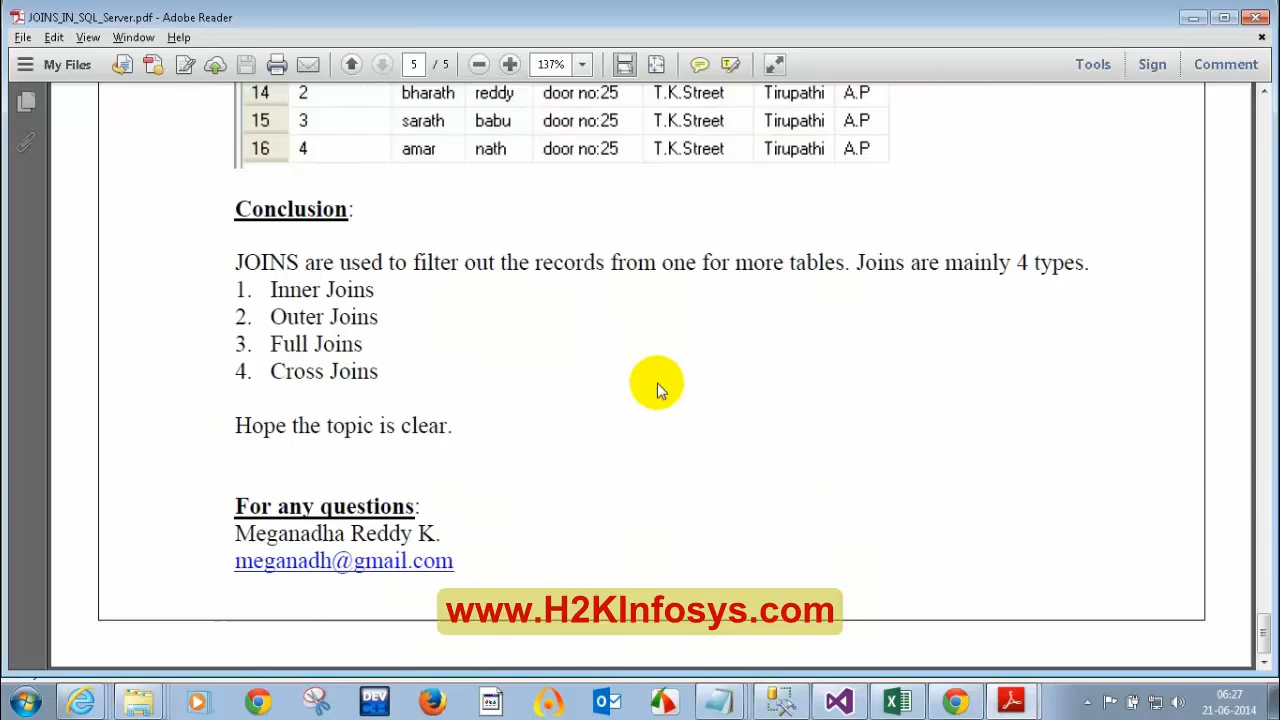 JOINS_IN_SQL_Server.pdf - Adobe Reader
File Edit View Window Help
My Files 5 / 5 137% Tools Sign Comment
14 2 bharath reddy door no:25 T.K.Street Tirupathi A.P
15 3 sarath babu door no:25 T.K.Street Tirupathi A.P
16 4 amar nath door no:25 T.K.Street Tirupathi A.P
Conclusion:
JOINS are used to filter out the records from one for more tables. Joins are mainly 4 types.
1. Inner Joins
2. Outer Joins
3. Full Joins
4. Cross Joins
Hope the topic is clear.
For any questions:
Meganadha Reddy K.
meganadh@gmail.com
www.H2KInfosys.com
DEV
06:27
21-06-2014